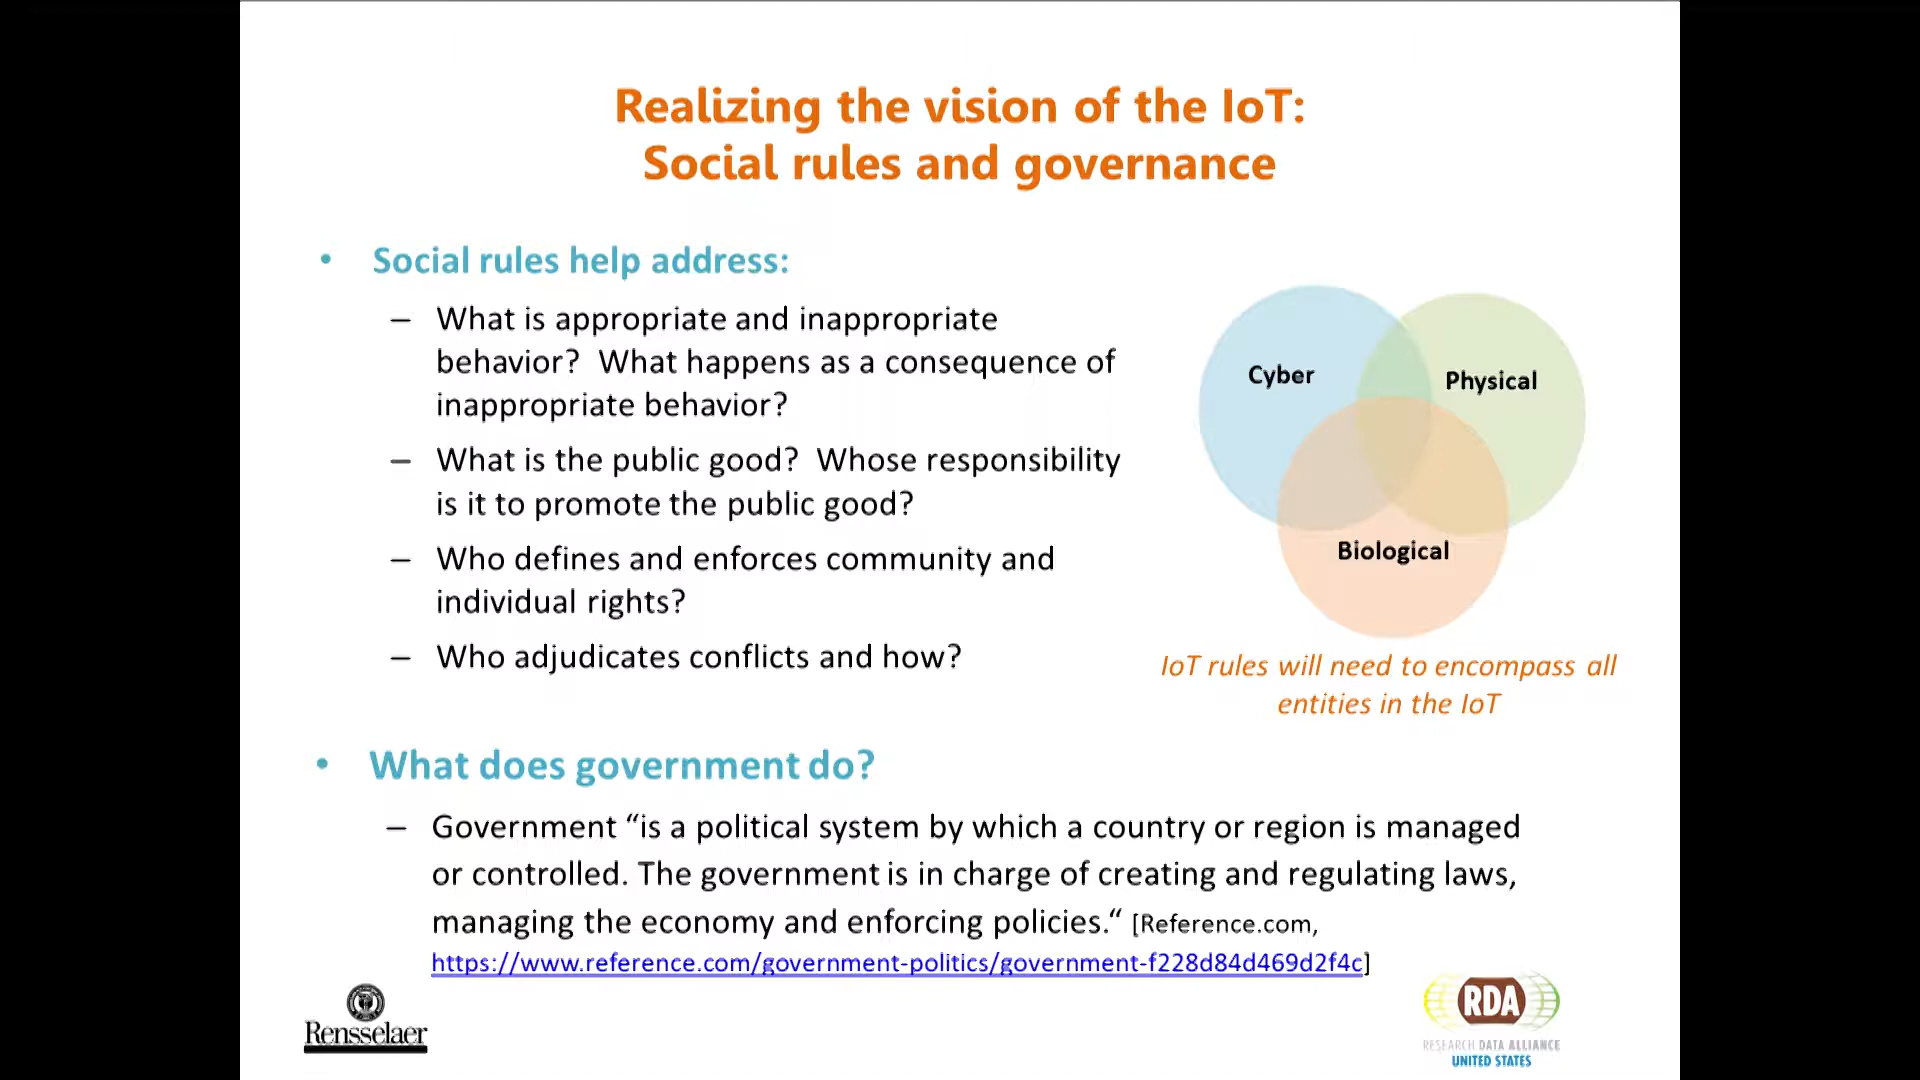 Realizing the vision of the IoT:
Social rules and governance
• Social rules help address:
– What is appropriate and inappropriate
behavior?  What happens as a consequence of
inappropriate behavior?
– What is the public good?  Whose responsibility
is it to promote the public good?
– Who defines and enforces community and
individual rights?
– Who adjudicates conflicts and how?
Cyber
Physical
Biological
IoT rules will need to encompass all
entities in the IoT
• What does government do?
– Government “is a political system by which a country or region is managed
or controlled. The government is in charge of creating and regulating laws,
managing the economy and enforcing policies.“ [Reference.com,
https://www.reference.com/government-politics/government-f228d84d469d2f4c]
Rensselaer
RDA
RESEARCH DATA ALLIANCE
UNITED STATES